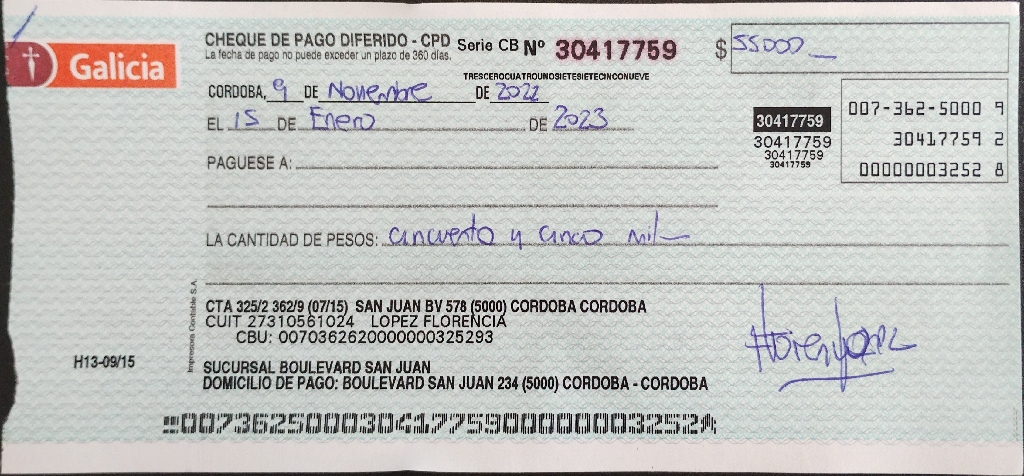 Galicia
CHEQUE DE PAGO DIFERIDO - CPD Serie CB Nº 30417759 $ 55000_
La fecha de pago no puede exceder un plazo de 360 días.
TRESCEROCUATROUNOSIETESIETECINCONUEVE
CORDOBA, 9 DE Noviembre DE 2022
EL 15 DE Enero DE 2023
PAGUESE A:
30417759
30417759
30417759
30417759
007-362-5000 9
30417759 2
00000003252 8
LA CANTIDAD DE PESOS: cincuenta y cinco mil
Impresora Contable S.A.
CTA 325/2 362/9 (07/15) SAN JUAN BV 578 (5000) CORDOBA CORDOBA
CUIT 27310561024 LOPEZ FLORENCIA
CBU: 0070362620000000325293
H13-09/15
SUCURSAL BOULEVARD SAN JUAN
DOMICILIO DE PAGO: BOULEVARD SAN JUAN 234 (5000) CORDOBA - CORDOBA